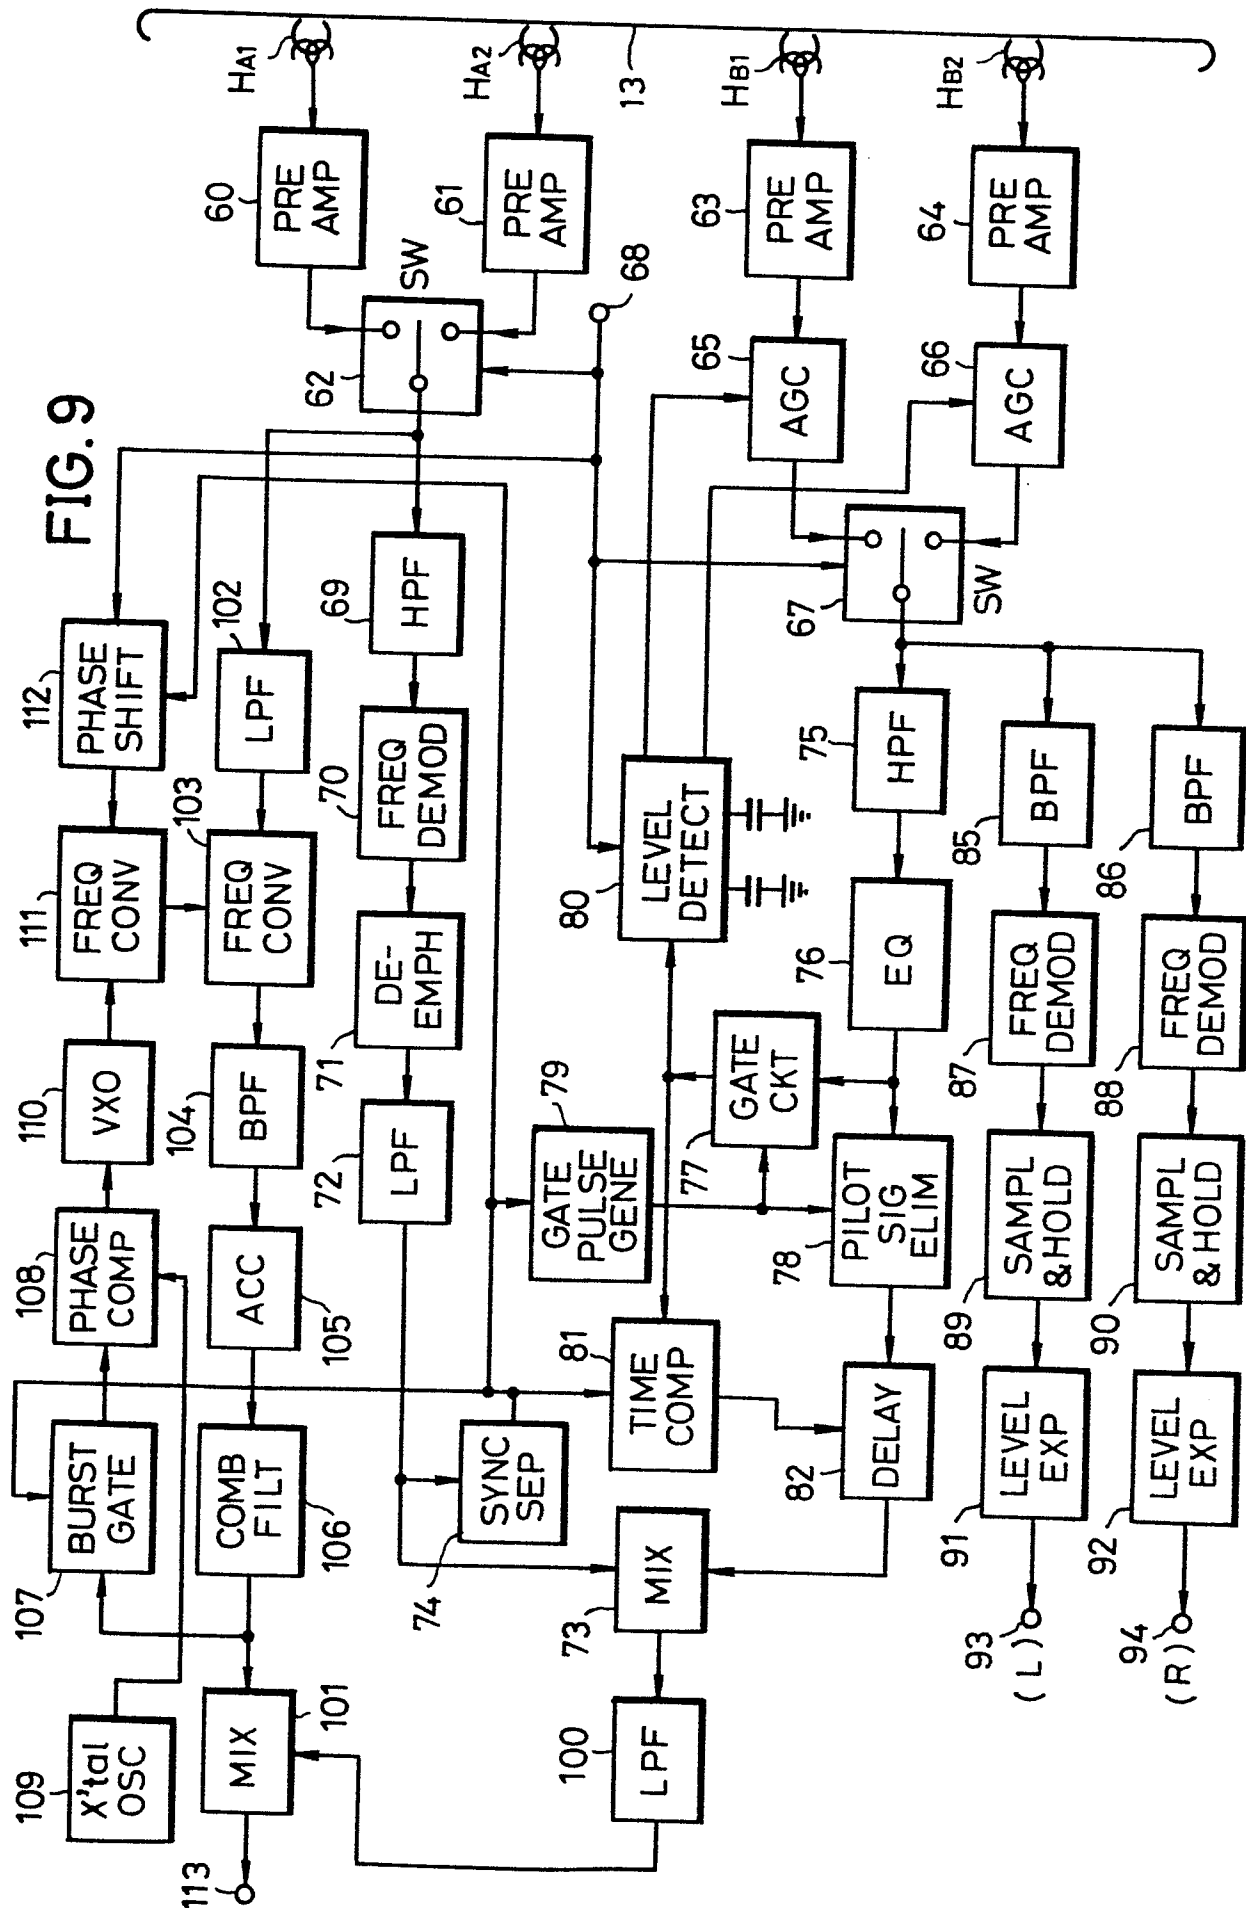 FIG. 9
13
HA1
HA2
HB1
HB2
60
PRE
AMP
61
PRE
AMP
63
PRE
AMP
64
PRE
AMP
SW
62
68
65
AGC
66
AGC
67
SW
112
PHASE
SHIFT
102
LPF
69
HPF
111
FREQ
CONV
103
FREQ
CONV
70
FREQ
DEMOD
80
LEVEL
DETECT
75
HPF
85
BPF
86
BPF
110
VXO
104
BPF
71
DE-
EMPH
72
LPF
79
GATE
PULSE
GENE
77
GATE
CKT
76
EQ
87
FREQ
DEMOD
88
FREQ
DEMOD
108
PHASE
COMP
ACC
105
78
PILOT
SIG
ELIM
89
SAMPL
& HOLD
90
SAMPL
& HOLD
107
BURST
GATE
COMB
FILT
106
74
SYNC
SEP
81
TIME
COMP
82
DELAY
91
LEVEL
EXP
92
LEVEL
EXP
109
X'tal
OSC
101
MIX
73
MIX
100
LPF
93
(L)
94
(R)
113